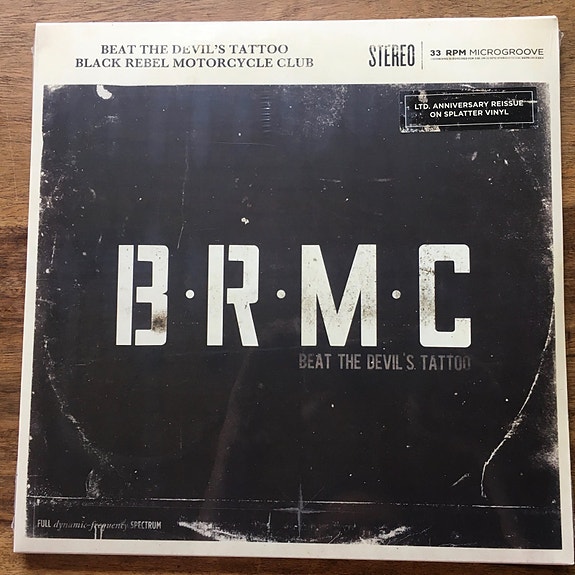 BEAT THE DEVIL'S TATTOO
BLACK REBEL MOTORCYCLE CLUB
STEREO
33 RPM MICROGROOVE
LTD. ANNIVERSARY REISSUE
ON SPLATTER VINYL
B·R·M·C
BEAT THE DEVIL'S TATTOO
FULL dynamic-frequency SPECTRUM